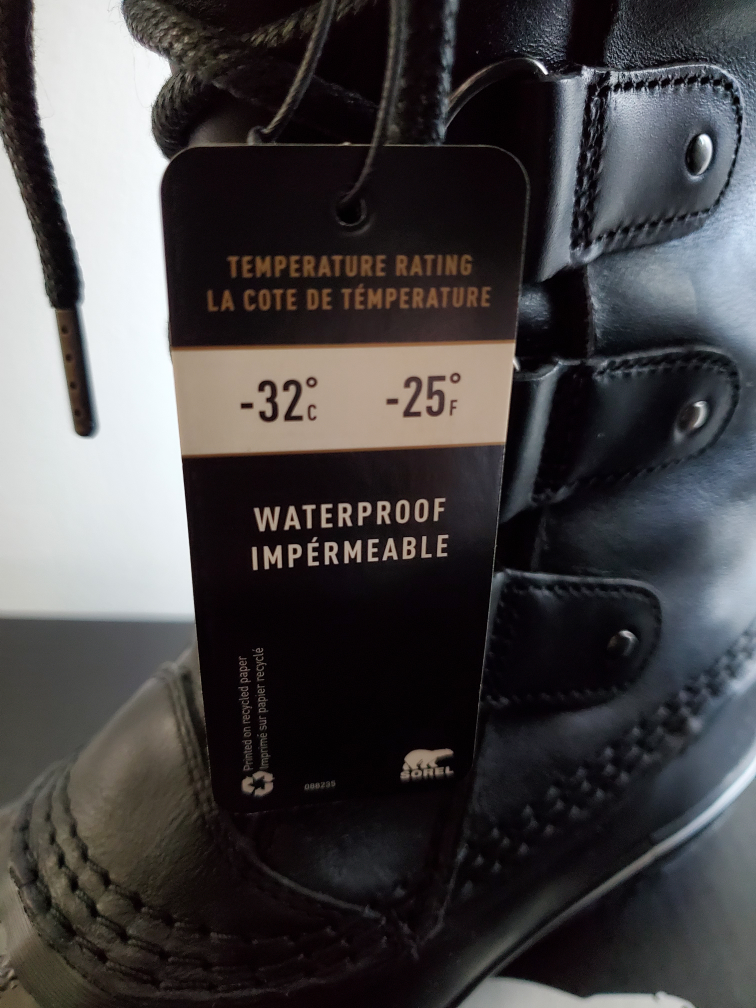 TEMPERATURE RATING
LA COTE DE TÉMPERATURE
-32°C -25°F
WATERPROOF
IMPÉRMEABLE
Printed on recycled paper
Imprimé sur papier recyclé
SOREL